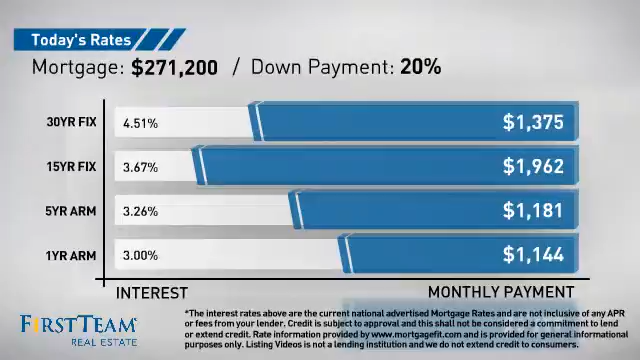 Today's Rates
Mortgage: $271,200 / Down Payment: 20%
30YR FIX 4.51% $1,375
15YR FIX 3.67% $1,962
5YR ARM 3.26% $1,181
1YR ARM 3.00% $1,144
INTEREST MONTHLY PAYMENT
FIRSTTEAM®
REAL ESTATE
*The interest rates above are the current national advertised Mortgage Rates and are not inclusive of any APR
or fees from your lender. Credit is subject to approval and this shall not be considered a commitment to lend
or extend credit. Rate information provided by www.mortgagefit.com and is provided for general informational
purposes only. Listing Videos is not a lending institution and we do not extend credit to consumers.